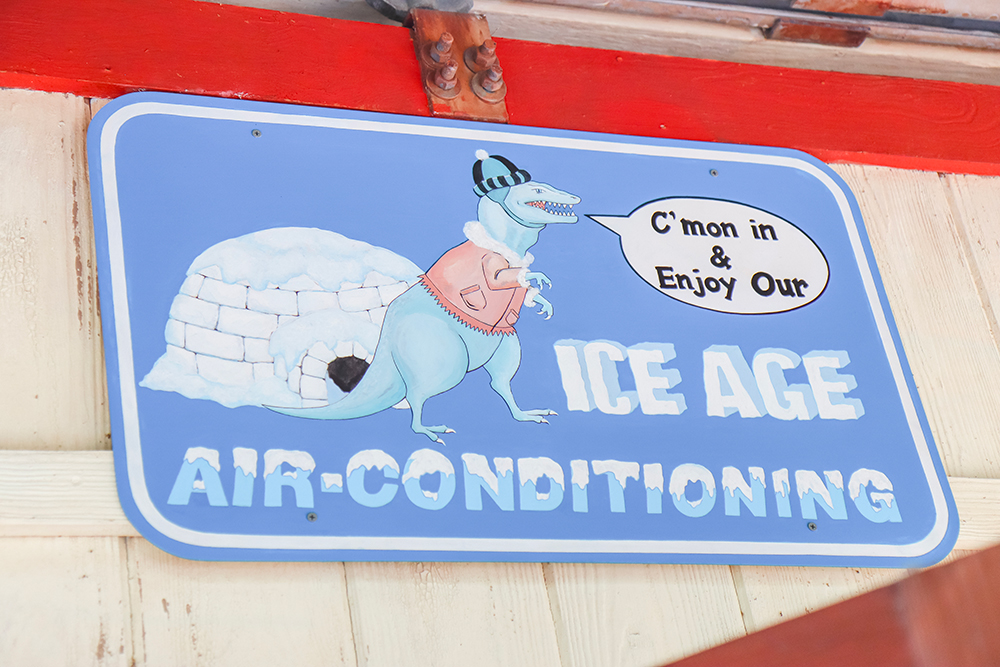 C'mon in
&
Enjoy Our
ICE AGE
AIR-CONDITIONING